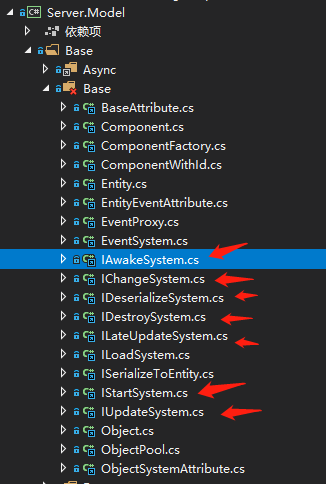 Server.Model
依赖项
Base
Async
Base
BaseAttribute.cs
Component.cs
ComponentFactory.cs
ComponentWithId.cs
Entity.cs
EntityEventAttribute.cs
EventProxy.cs
EventSystem.cs
IAwakeSystem.cs
IChangeSystem.cs
IDeserializeSystem.cs
IDestroySystem.cs
ILateUpdateSystem.cs
ILoadSystem.cs
ISerializeToEntity.cs
IStartSystem.cs
IUpdateSystem.cs
Object.cs
ObjectPool.cs
ObjectSystemAttribute.cs